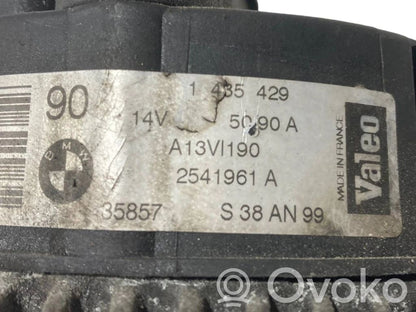 90
1 435 429
14V 50/90 A
A13VI190
2541961 A
35857 S 38 AN 99
BMW
MADE IN FRANCE
Valeo
Ovoko